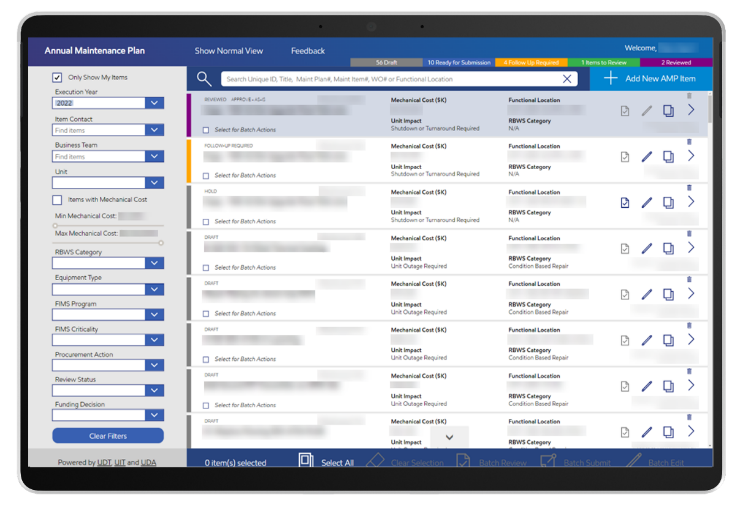 Annual Maintenance Plan
Show Normal View
Feedback
Welcome,
56 Draft
10 Ready for Submission
4 Follow Up Required
1 Items to Review
2 Reviewed
Only Show My Items
Execution Year
2022
Item Contact
Find items
Business Team
Find items
Unit
Items with Mechanical Cost
Min Mechanical Cost:
Max Mechanical Cost:
RBWS Category
Equipment Type
FIMS Program
FIMS Criticality
Procurement Action
Review Status
Funding Decision
Clear Filters
Powered by UDT, UIT and UDA
Search Unique ID, Title, Maint Plan#, Maint Item#, WO# or Functional Location
Add New AMP Item
REVIEWED
Mechanical Cost ($K)
Functional Location
Unit Impact
RBWS Category
Select for Batch Actions
Shutdown or Turnaround Required
N/A
FOLLOW-UP REQUIRED
Mechanical Cost ($K)
Functional Location
Unit Impact
RBWS Category
Select for Batch Actions
Shutdown or Turnaround Required
N/A
HOLD
Mechanical Cost ($K)
Functional Location
Unit Impact
RBWS Category
Select for Batch Actions
Shutdown or Turnaround Required
N/A
DRAFT
Mechanical Cost ($K)
Functional Location
Unit Impact
RBWS Category
Select for Batch Actions
Unit Outage Required
Condition Based Repair
DRAFT
Mechanical Cost ($K)
Functional Location
Unit Impact
RBWS Category
Select for Batch Actions
Unit Outage Required
Condition Based Repair
DRAFT
Mechanical Cost ($K)
Functional Location
Unit Impact
RBWS Category
Select for Batch Actions
Unit Outage Required
Condition Based Repair
DRAFT
Mechanical Cost ($K)
Functional Location
Unit Impact
RBWS Category
Select for Batch Actions
Unit Outage Required
Condition Based Repair
DRAFT
Mechanical Cost ($K)
Functional Location
Unit Impact
RBWS Category
0 item(s) selected
Select All
Clear Selection
Batch Review
Batch Submit
Batch Edit